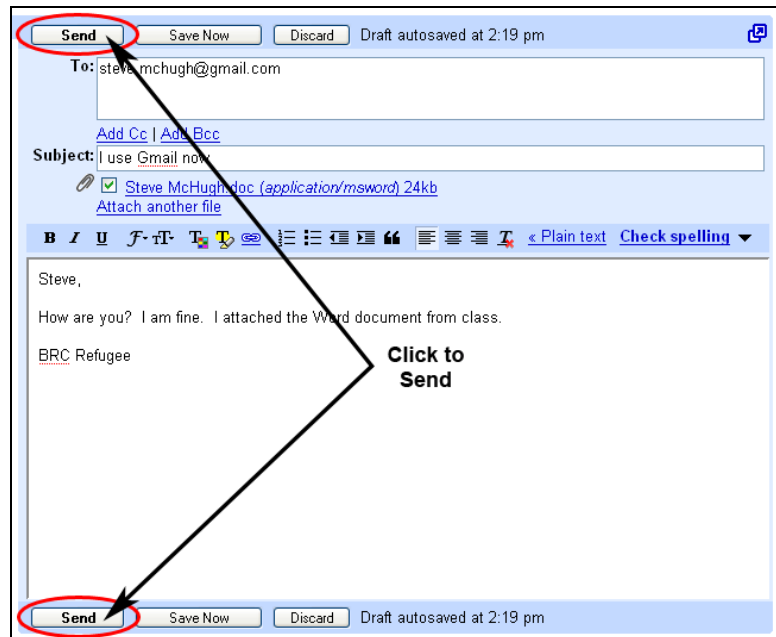 Send Save Now Discard Draft autosaved at 2:19 pm
To: steve.mchugh@gmail.com
Add Cc | Add Bcc
Subject: I use Gmail now
Steve McHugh.doc (application/msword) 24kb
Attach another file
B I U F TT T T T « Plain text Check spelling
Steve,
How are you? I am fine. I attached the Word document from class.
BRC Refugee
Click to
Send
Send Save Now Discard Draft autosaved at 2:19 pm